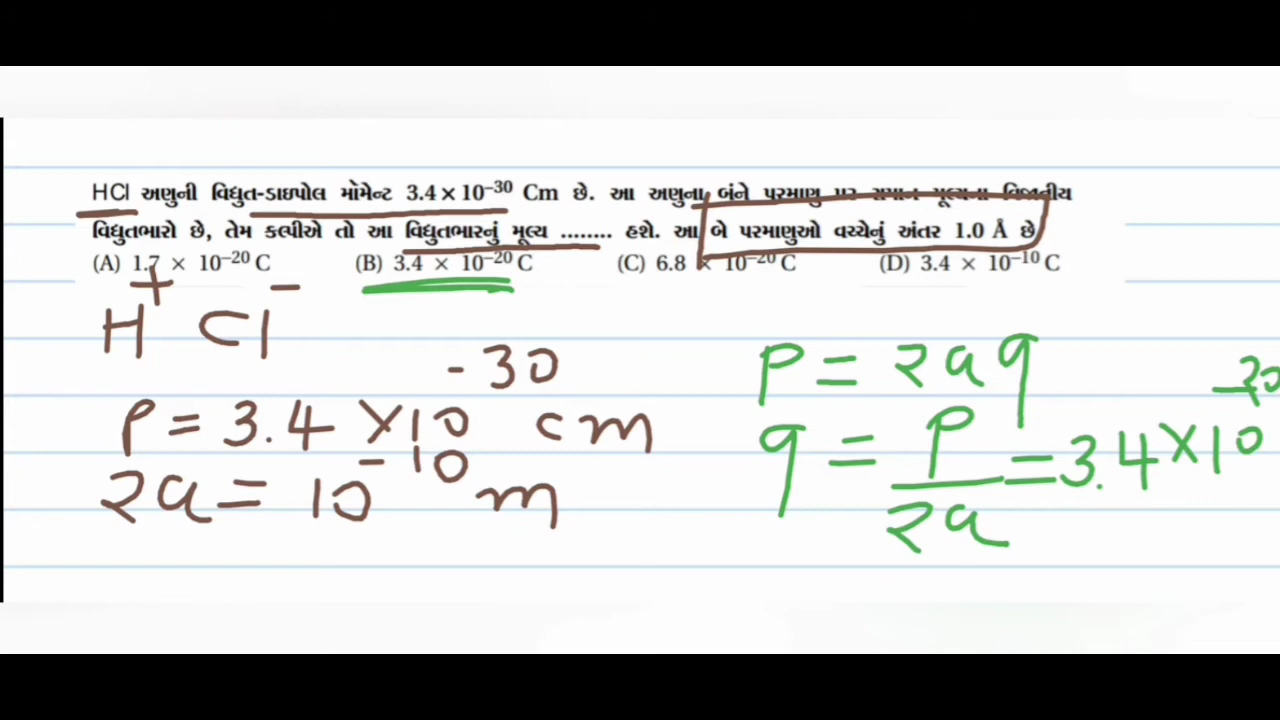 HCl અણુની વિદ્યુત-ડાઇપોલ મોમેન્ટ 3.4 × 10⁻³⁰ Cm છે. આ અણુના બંને પરમાણુ પર સમાન મૂલ્યના વિજાતીય
વિદ્યુતભારો છે, તેમ કલ્પીએ તો આ વિદ્યુતભારનું મૂલ્ય ........ હશે. આ બે પરમાણુઓ વચ્ચેનું અંતર 1.0 Å છે
(A) 1.7 × 10⁻²⁰ C (B) 3.4 × 10⁻²⁰ C (C) 6.8 × 10⁻²⁰ C (D) 3.4 × 10⁻¹⁰ C
H⁺ Cl⁻
P = 3.4 × 10⁻³⁰ cm
2a = 10⁻¹⁰ m
P = 2aq
q = P/2a = 3.4 × 10⁻²⁰